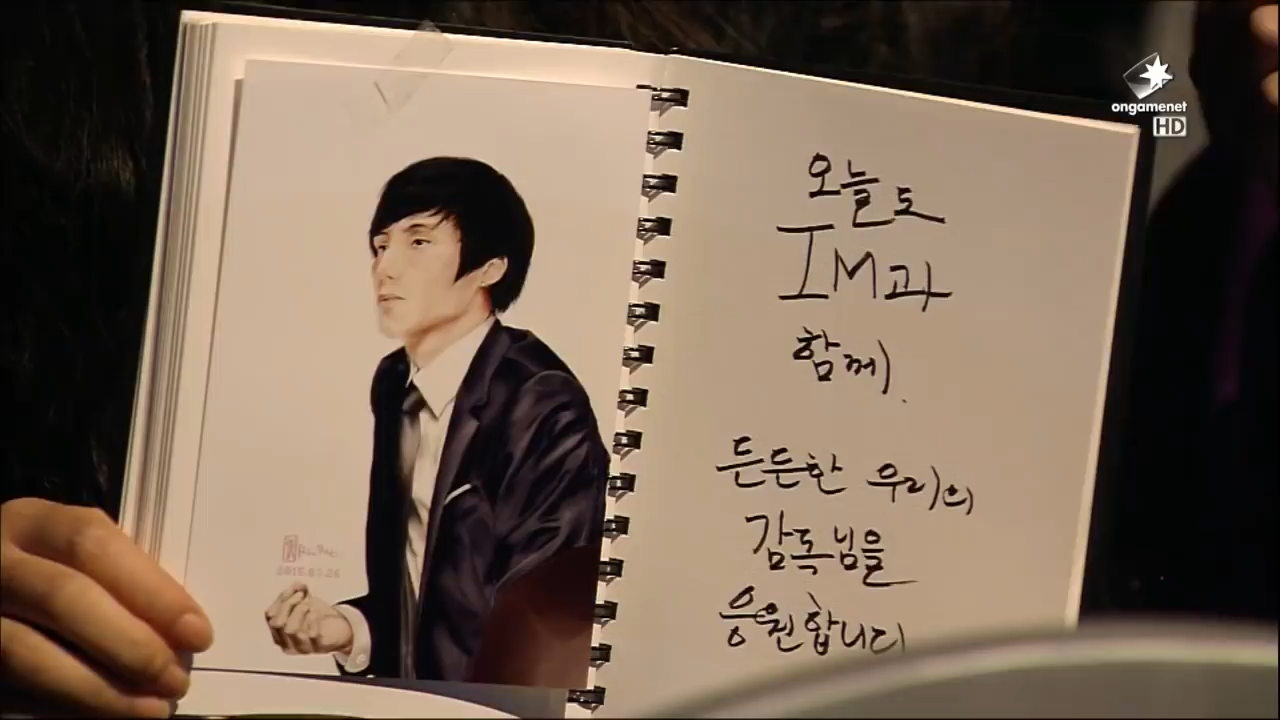 ongamenet
HD
오늘도
IM과
함께.
든든한 우리의
감독님을
응원합니다